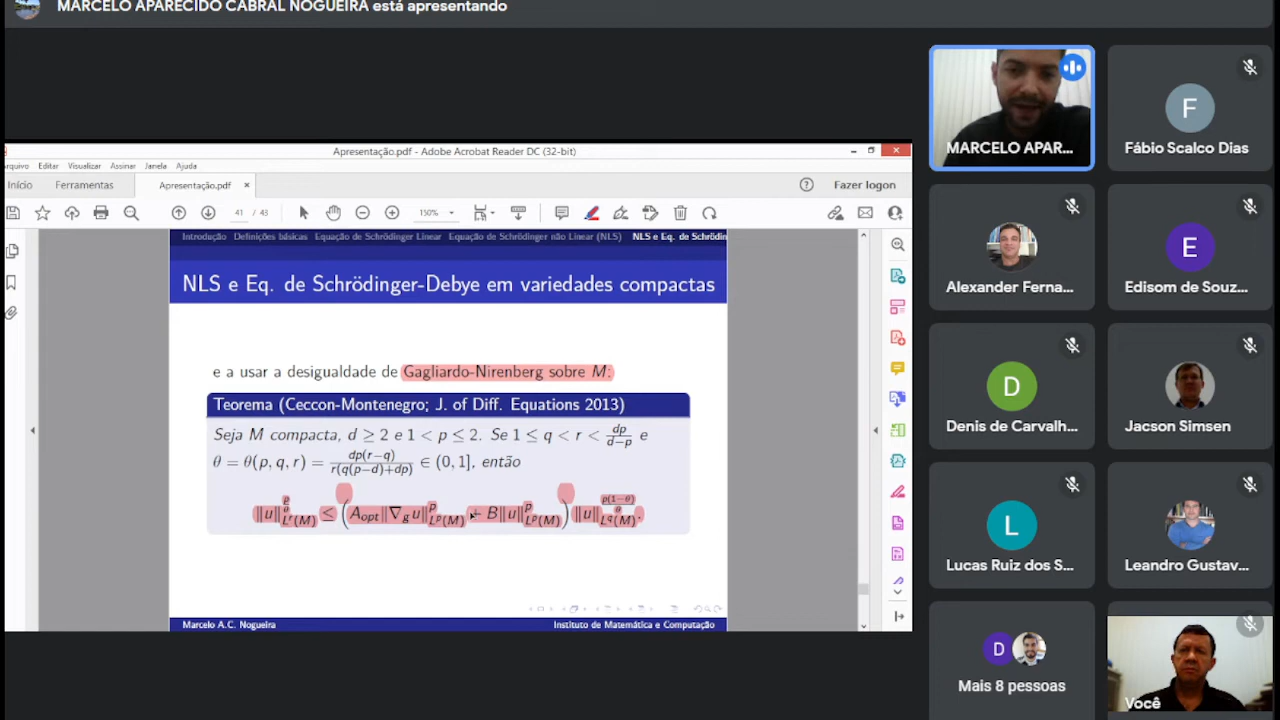 MARCELO APARECIDO CABRAL NOGUEIRA está apresentando
Apresentação.pdf - Adobe Acrobat Reader DC (32-bit)
rquivo Editar Visualizar Assinar Janela Ajuda
Início Ferramentas Apresentação.pdf × Fazer logon
41 / 43 150%
Introdução Definições básicas Equação de Schrödinger Linear Equação de Schrödinger não Linear (NLS) NLS e Eq. de Schrödin
NLS e Eq. de Schrödinger-Debye em variedades compactas
e a usar a desigualdade de Gagliardo-Nirenberg sobre M:
Teorema (Ceccon-Montenegro; J. of Diff. Equations 2013)
Seja M compacta, d ≥ 2 e 1 < p ≤ 2. Se 1 ≤ q < r < dp/(d−p) e
θ = θ(p, q, r) = dp(r−q)/(r(q(p−d)+dp)) ∈ (0, 1], então
‖u‖_{L^r(M)}^{p/θ} ≤ (A_{opt}‖∇_g u‖_{L^p(M)}^p + B‖u‖_{L^p(M)}^p) ‖u‖_{L^q(M)}^{p(1−θ)/θ}.
Marcelo A.C. Nogueira Instituto de Matemática e Computação
MARCELO APAR...
F
Fábio Scalco Dias
Alexander Ferna...
E
Edisom de Souz...
D
Denis de Carvalh...
Jacson Simsen
L
Lucas Ruiz dos S...
Leandro Gustav...
D
Mais 8 pessoas
Você